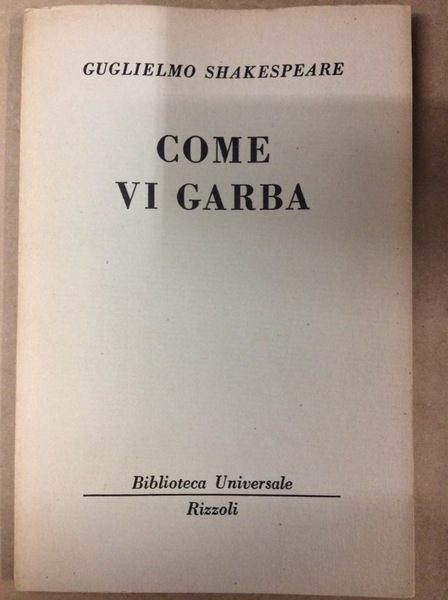 GUGLIELMO SHAKESPEARE
COME
VI GARBA
Biblioteca Universale
Rizzoli